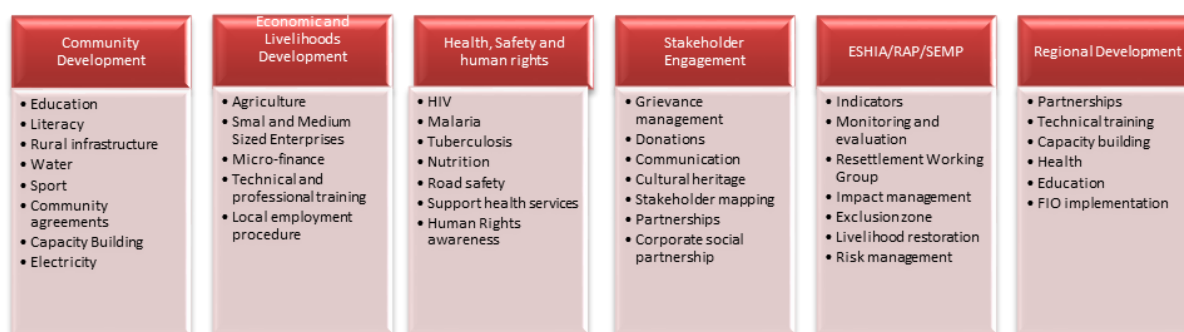 Community
Development
• Education
• Literacy
• Rural infrastructure
• Water
• Sport
• Community
agreements
• Capacity Building
• Electricity
Economic and
Livelihoods
Development
• Agriculture
• Smal and Medium
Sized Enterprises
• Micro-finance
• Technical and
professional training
• Local employment
procedure
Health, Safety and
human rights
• HIV
• Malaria
• Tuberculosis
• Nutrition
• Road safety
• Support health services
• Human Rights
awareness
Stakeholder
Engagement
• Grievance
management
• Donations
• Communication
• Cultural heritage
• Stakeholder mapping
• Partnerships
• Corporate social
partnership
ESHIA/RAP/SEMP
• Indicators
• Monitoring and
evaluation
• Resettlement Working
Group
• Impact management
• Exclusion zone
• Livelihood restoration
• Risk management
Regional Development
• Partnerships
• Technical training
• Capacity building
• Health
• Education
• FIO implementation